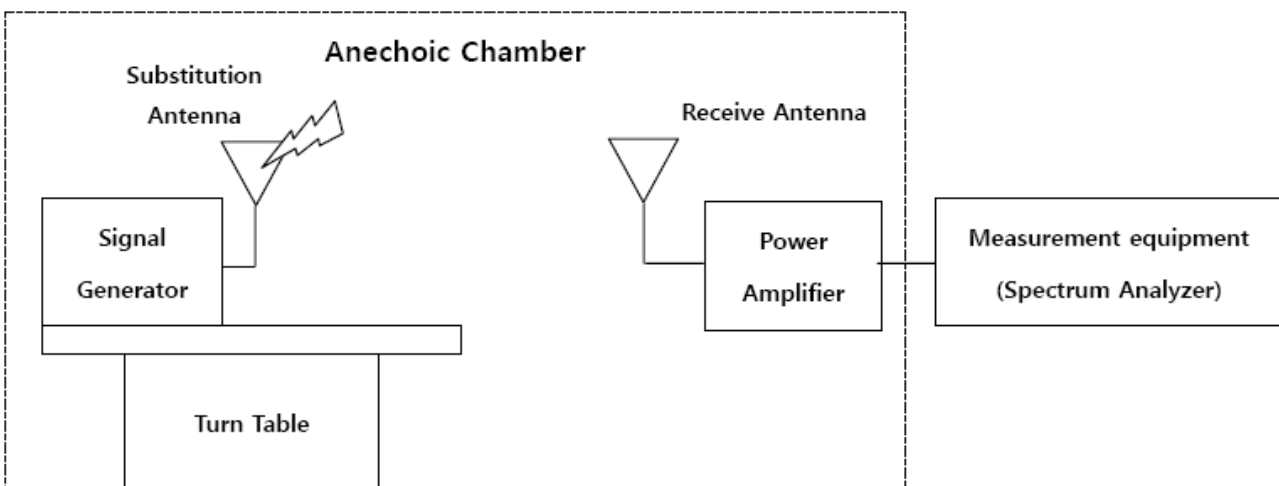 Anechoic Chamber
Substitution
Antenna
Receive Antenna
Signal
Generator
Power
Amplifier
Measurement equipment
(Spectrum Analyzer)
Turn Table